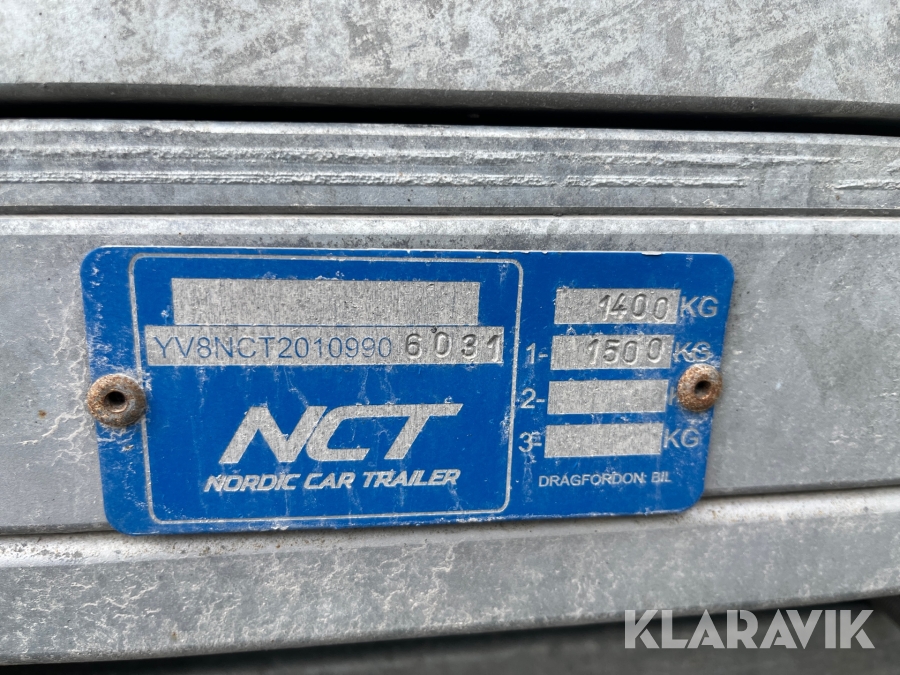 YV8NCT2010990 6031
NCT
NORDIC CAR TRAILER
1400 KG
1- 1500 KG
2-
3- KG
DRAGFORDON: BIL
KLARAVIK